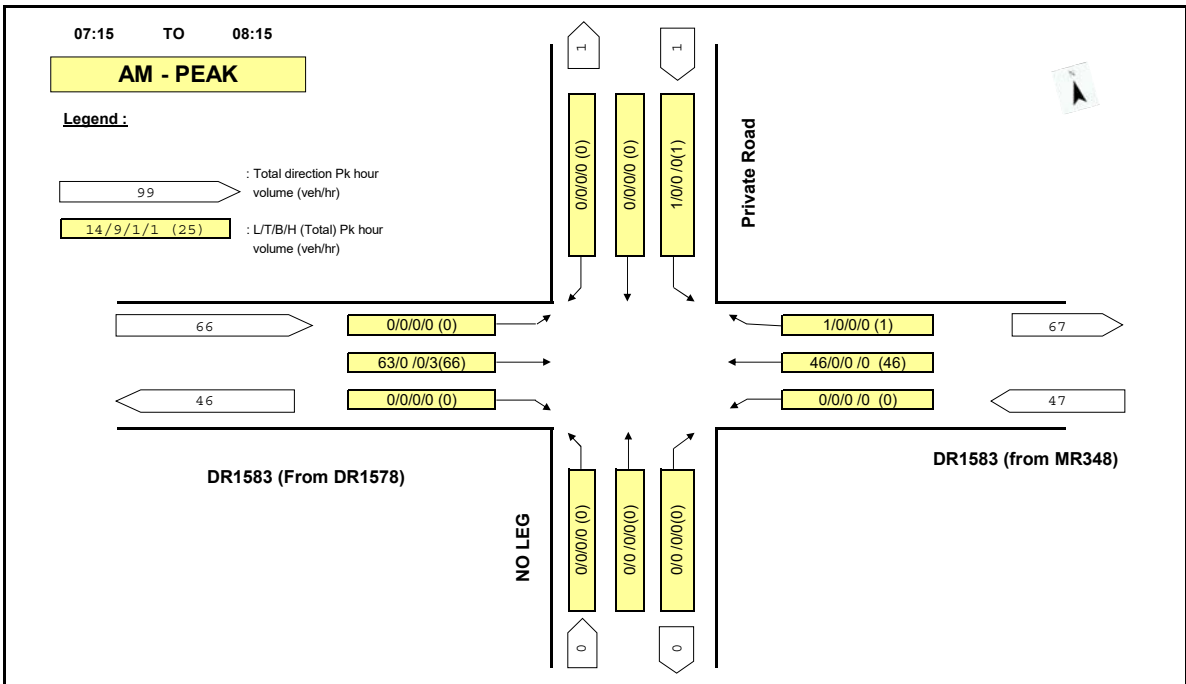 07:15 TO 08:15
AM - PEAK
Legend :
99
: Total direction Pk hour
volume (veh/hr)
14/9/1/1 (25)
: L/T/B/H (Total) Pk hour
volume (veh/hr)
1
1
0/0/0/0 (0)
0/0/0/0 (0)
1/0/0 /0(1)
Private Road
N
66
0/0/0/0 (0)
1/0/0/0 (1)
67
63/0 /0/3(66)
46/0/0 /0 (46)
46
0/0/0/0 (0)
0/0/0 /0 (0)
47
DR1583 (From DR1578)
DR1583 (from MR348)
NO LEG
0/0/0/0 (0)
0/0 /0/0(0)
0/0 /0/0(0)
0
0